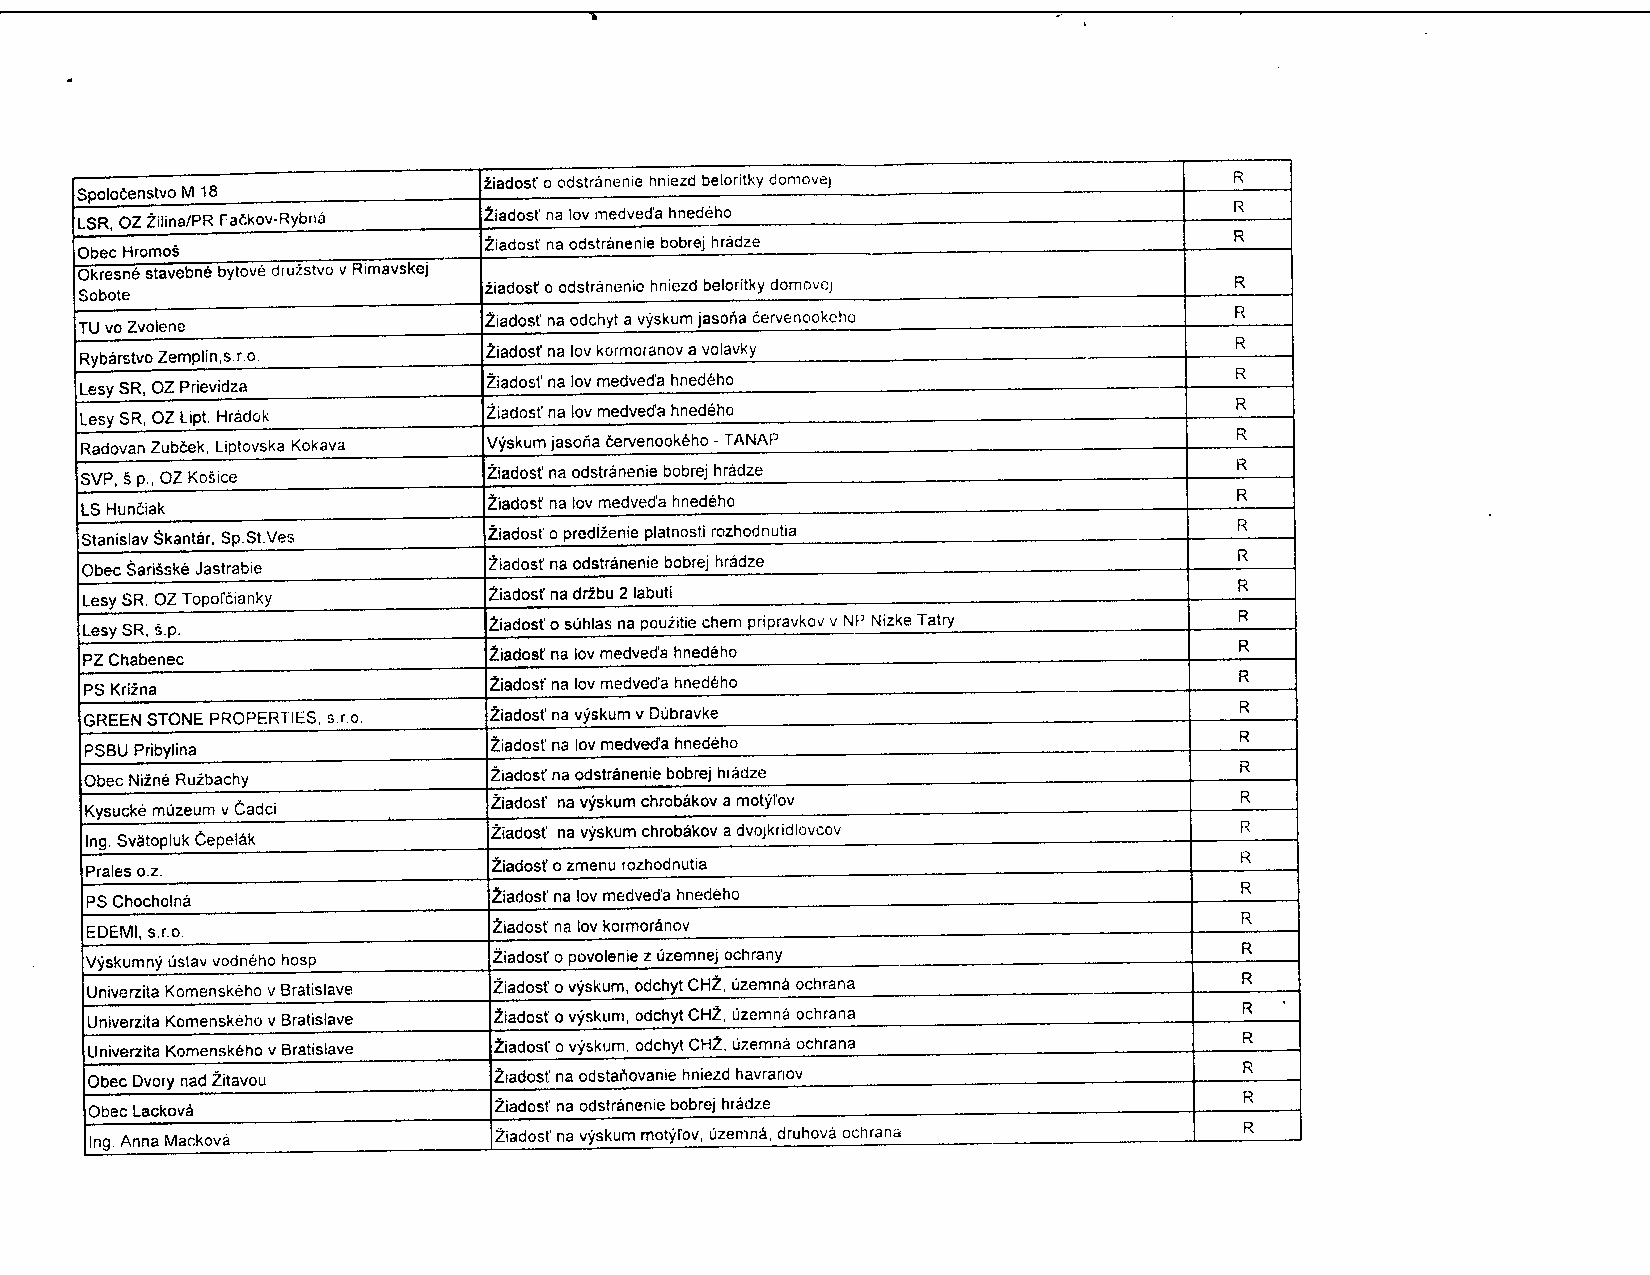 Spoločenstvo M 18 žiadosť o odstránenie hniezd beloritky domovej R
LSR, OZ Žilina/PR Fačkov-Rybná Žiadosť na lov medveďa hnedého R
Obec Hromoš Žiadosť na odstránenie bobrej hrádze R
Okresné stavebné bytové družstvo v Rimavskej
Sobote žiadosť o odstránenie hniezd beloritky domovej R
TU vo Zvolene Žiadosť na odchyt a výskum jasoňa červenookeho R
Rybárstvo Zemplín,s.r.o. Žiadosť na lov kormoranov a volavky R
Lesy SR, OZ Prievidza Žiadosť na lov medveďa hnedého R
Lesy SR, OZ Lipt. Hrádok Žiadosť na lov medveďa hnedého R
Radovan Zubček, Liptovska Kokava Výskum jasoňa červenookého - TANAP R
SVP, š p., OZ Košice Žiadosť na odstránenie bobrej hrádze R
LS Hunčiak Žiadosť na lov medveďa hnedého R
Stanislav Škantár, Sp.St.Ves Žiadosť o predlženie platnosti rozhodnutia R
Obec Šarišské Jastrabie Žiadosť na odstránenie bobrej hrádze R
Lesy SR. OZ Topoľčianky Žiadosť na držbu 2 labutí R
Lesy SR, š.p. Žiadosť o súhlas na použitie chem pripravkov v NP Nizke Tatry R
PZ Chabenec Žiadosť na lov medveďa hnedého R
PS Križna Žiadosť na lov medveďa hnedého R
GREEN STONE PROPERTIES, s.r.o. Žiadosť na výskum v Dúbravke R
PSBU Pribylina Žiadosť na lov medveďa hnedého R
Obec Nižné Ružbachy Žiadosť na odstránenie bobrej hrádze R
Kysucké múzeum v Čadci Žiadosť na výskum chrobákov a motýľov R
Ing. Svätopluk Čepelák Žiadosť na výskum chrobákov a dvojkridlovcov R
Prales o.z. Žiadosť o zmenu rozhodnutia R
PS Chocholná Žiadosť na lov medveďa hnedého R
EDEMI, s.r.o. Žiadosť na lov kormoránov R
Výskumný ústav vodného hosp Žiadosť o povolenie z územnej ochrany R
Univerzita Komenského v Bratislave Žiadosť o výskum, odchyt CHŽ, územná ochrana R
Univerzita Komenského v Bratislave Žiadosť o výskum, odchyt CHŽ, územná ochrana R
Univerzita Komenského v Bratislave Žiadosť o výskum, odchyt CHŽ, územná ochrana R
Obec Dvory nad Žitavou Žiadosť na odstaňovanie hniezd havranov R
Obec Lacková Žiadosť na odstránenie bobrej hrádze R
Ing. Anna Macková Žiadosť na výskum motýľov, územná, druhová ochrana R